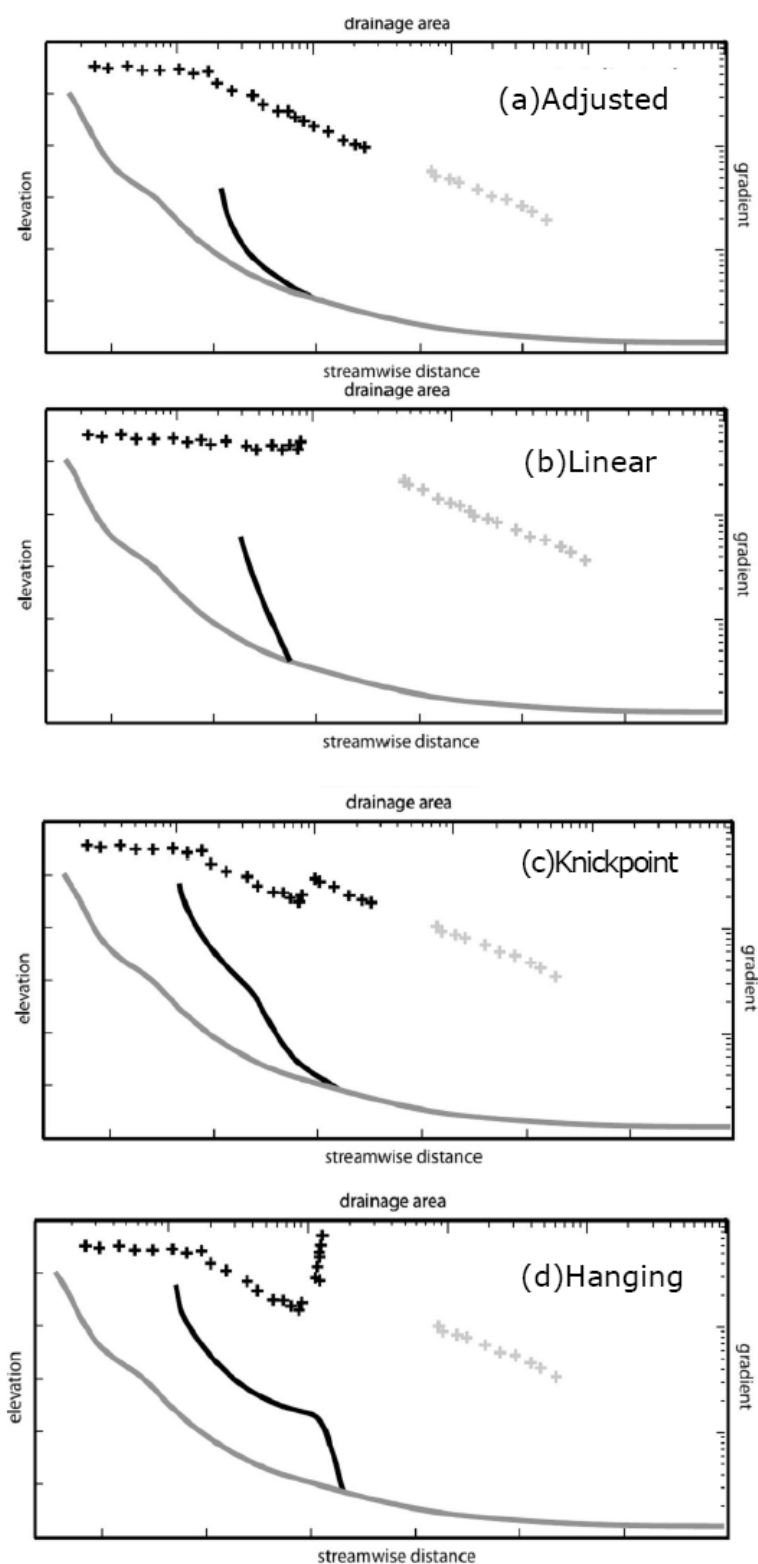 drainage area
(a)Adjusted
elevation
gradient
streamwise distance
drainage area
(b)Linear
elevation
gradient
streamwise distance
drainage area
(c)Knickpoint
elevation
gradient
streamwise distance
drainage area
(d)Hanging
elevation
gradient
streamwise distance